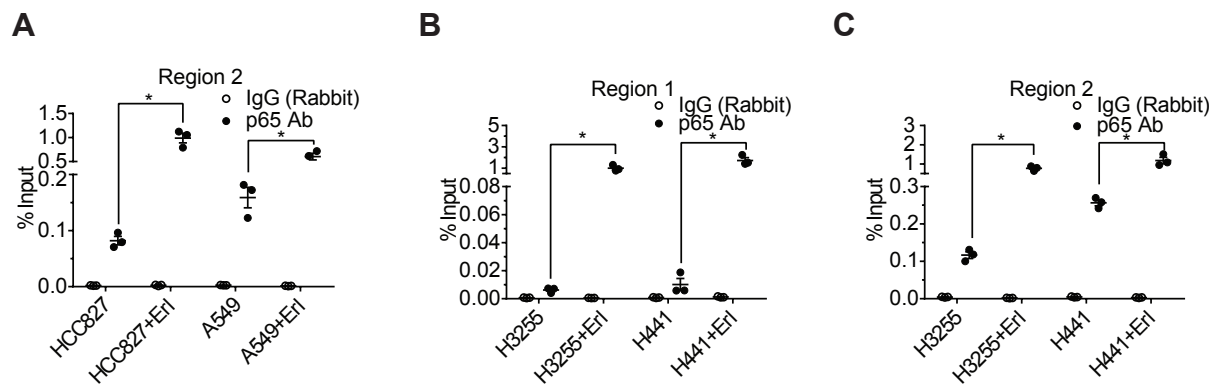 A
Region 2
IgG (Rabbit)
p65 Ab
*
*
% Input
1.5
1.0
0.5
0.2
0.1
0.0
HCC827
HCC827+Erl
A549
A549+Erl
B
Region 1
IgG (Rabbit)
p65 Ab
*
*
% Input
5
4
3
2
1
0.08
0.06
0.04
0.02
0.00
H3255
H3255+Erl
H441
H441+Erl
C
Region 2
IgG (Rabbit)
p65 Ab
*
*
% Input
3
2
1
0.3
0.2
0.1
0.0
H3255
H3255+Erl
H441
H441+Erl